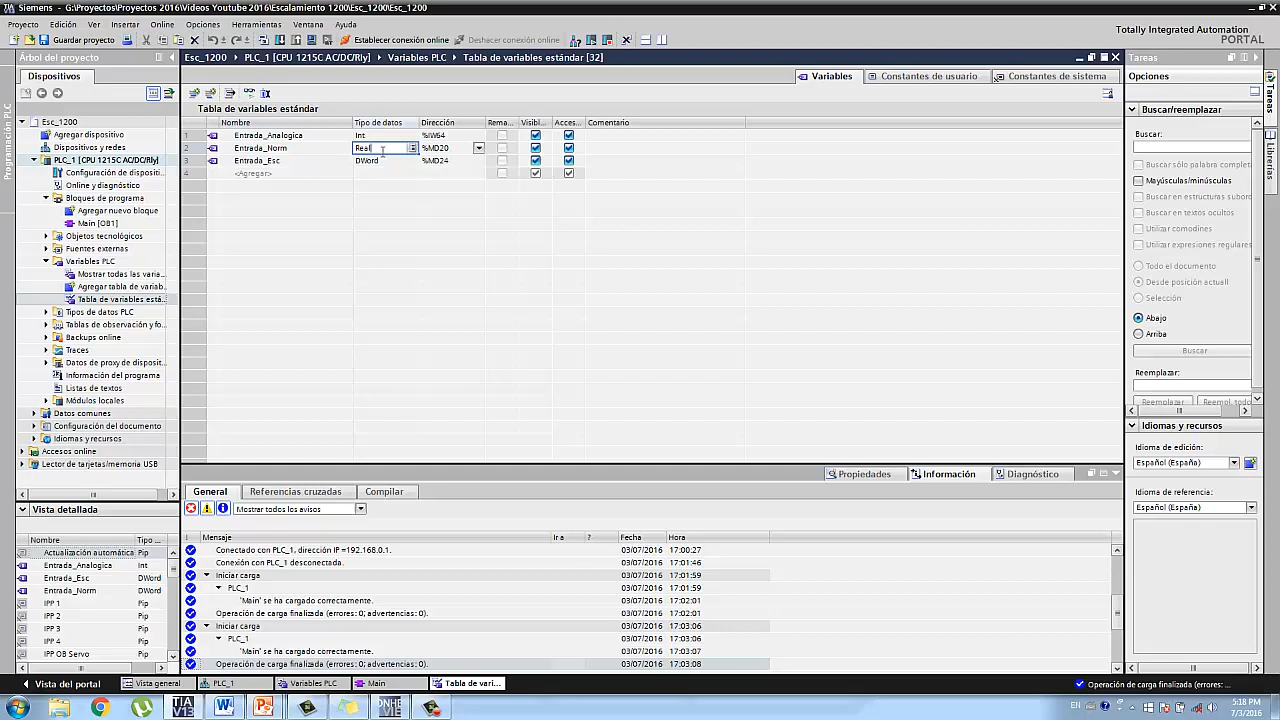 Siemens - G:\Proyectos\Proyectos 2016\Videos Youtube 2016\Escalamiento 1200\Esc_1200\Esc_1200
Proyecto Edición Ver Insertar Online Opciones Herramientas Ventana Ayuda
Totally Integrated Automation
PORTAL
Guardar proyecto Establecer conexión online Deshacer conexión online
Árbol del proyecto
Esc_1200 PLC_1 [CPU 1215C AC/DC/Rly] Variables PLC Tabla de variables estándar [32]
Tareas
Dispositivos
Variables Constantes de usuario Constantes de sistema
Opciones
Programación PLC
Tareas
Librerías
Esc_1200
Agregar dispositivo
Dispositivos y redes
PLC_1 [CPU 1215C AC/DC/Rly]
Configuración de dispositi...
Online y diagnóstico
Bloques de programa
Agregar nuevo bloque
Main [OB1]
Objetos tecnológicos
Fuentes externas
Variables PLC
Mostrar todas las varia...
Agregar tabla de variab...
Tabla de variables está...
Tipos de datos PLC
Tablas de observación y fo...
Backups online
Traces
Datos de proxy de disposit...
Información del programa
Listas de textos
Módulos locales
Datos comunes
Configuración del documento
Idiomas y recursos
Accesos online
Lector de tarjetas/memoria USB
Tabla de variables estándar
Nombre Tipo de datos Dirección Rema... Visibl... Acces... Comentario
1 Entrada_Analogica Int %IW64
2 Entrada_Norm Real %MD20
3 Entrada_Esc DWord %MD24
4 <Agregar>
Buscar/reemplazar
Buscar:
Buscar sólo palabras comple
Mayúsculas/minúsculas
Buscar en estructuras subord
Buscar en textos ocultos
Utilizar comodines
Utilizar expresiones regulares
Todo el documento
Desde posición actuall
Selección
Abajo
Arriba
Buscar
Reemplazar:
Reemplazar Reempl. todo
Idiomas y recursos
Idioma de edición:
Español (España)
Idioma de referencia:
Español (España)
Vista detallada
Nombre Tipo ...
Actualización automática Pip
Entrada_Analogica Int
Entrada_Esc DWord
Entrada_Norm DWord
IPP 1 Pip
IPP 2 Pip
IPP 3 Pip
IPP 4 Pip
IPP OB Servo Pip
Propiedades Información Diagnóstico
General Referencias cruzadas Compilar
Mostrar todos los avisos
! Mensaje Ir a ? Fecha Hora
Conectado con PLC_1, dirección IP =192.168.0.1. 03/07/2016 17:00:27
Conexión con PLC_1 desconectada. 03/07/2016 17:01:46
Iniciar carga 03/07/2016 17:01:59
PLC_1 03/07/2016 17:01:59
'Main' se ha cargado correctamente. 03/07/2016 17:02:01
Operación de carga finalizada (errores: 0; advertencias: 0). 03/07/2016 17:02:01
Iniciar carga 03/07/2016 17:03:06
PLC_1 03/07/2016 17:03:06
'Main' se ha cargado correctamente. 03/07/2016 17:03:07
Operación de carga finalizada (errores: 0; advertencias: 0). 03/07/2016 17:03:08
Vista del portal Vista general PLC_1 Variables PLC Main Tabla de vari... Operación de carga finalizada (errores: ...
TIA V13
EN 5:18 PM
7/3/2016